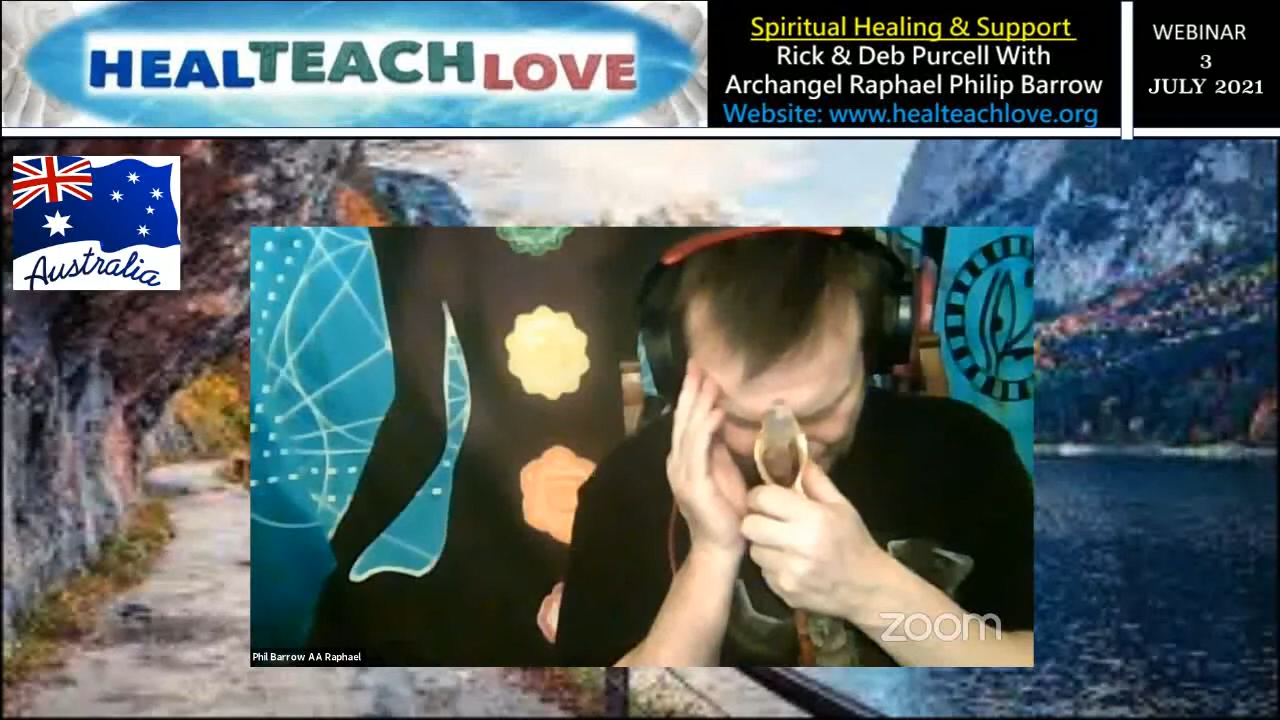 HEALTEACHLOVE
Spiritual Healing & Support
Rick & Deb Purcell With
Archangel Raphael Philip Barrow
Website: www.healteachlove.org
WEBINAR
3
JULY 2021
Australia
zoom
Phil Barrow AA Raphael